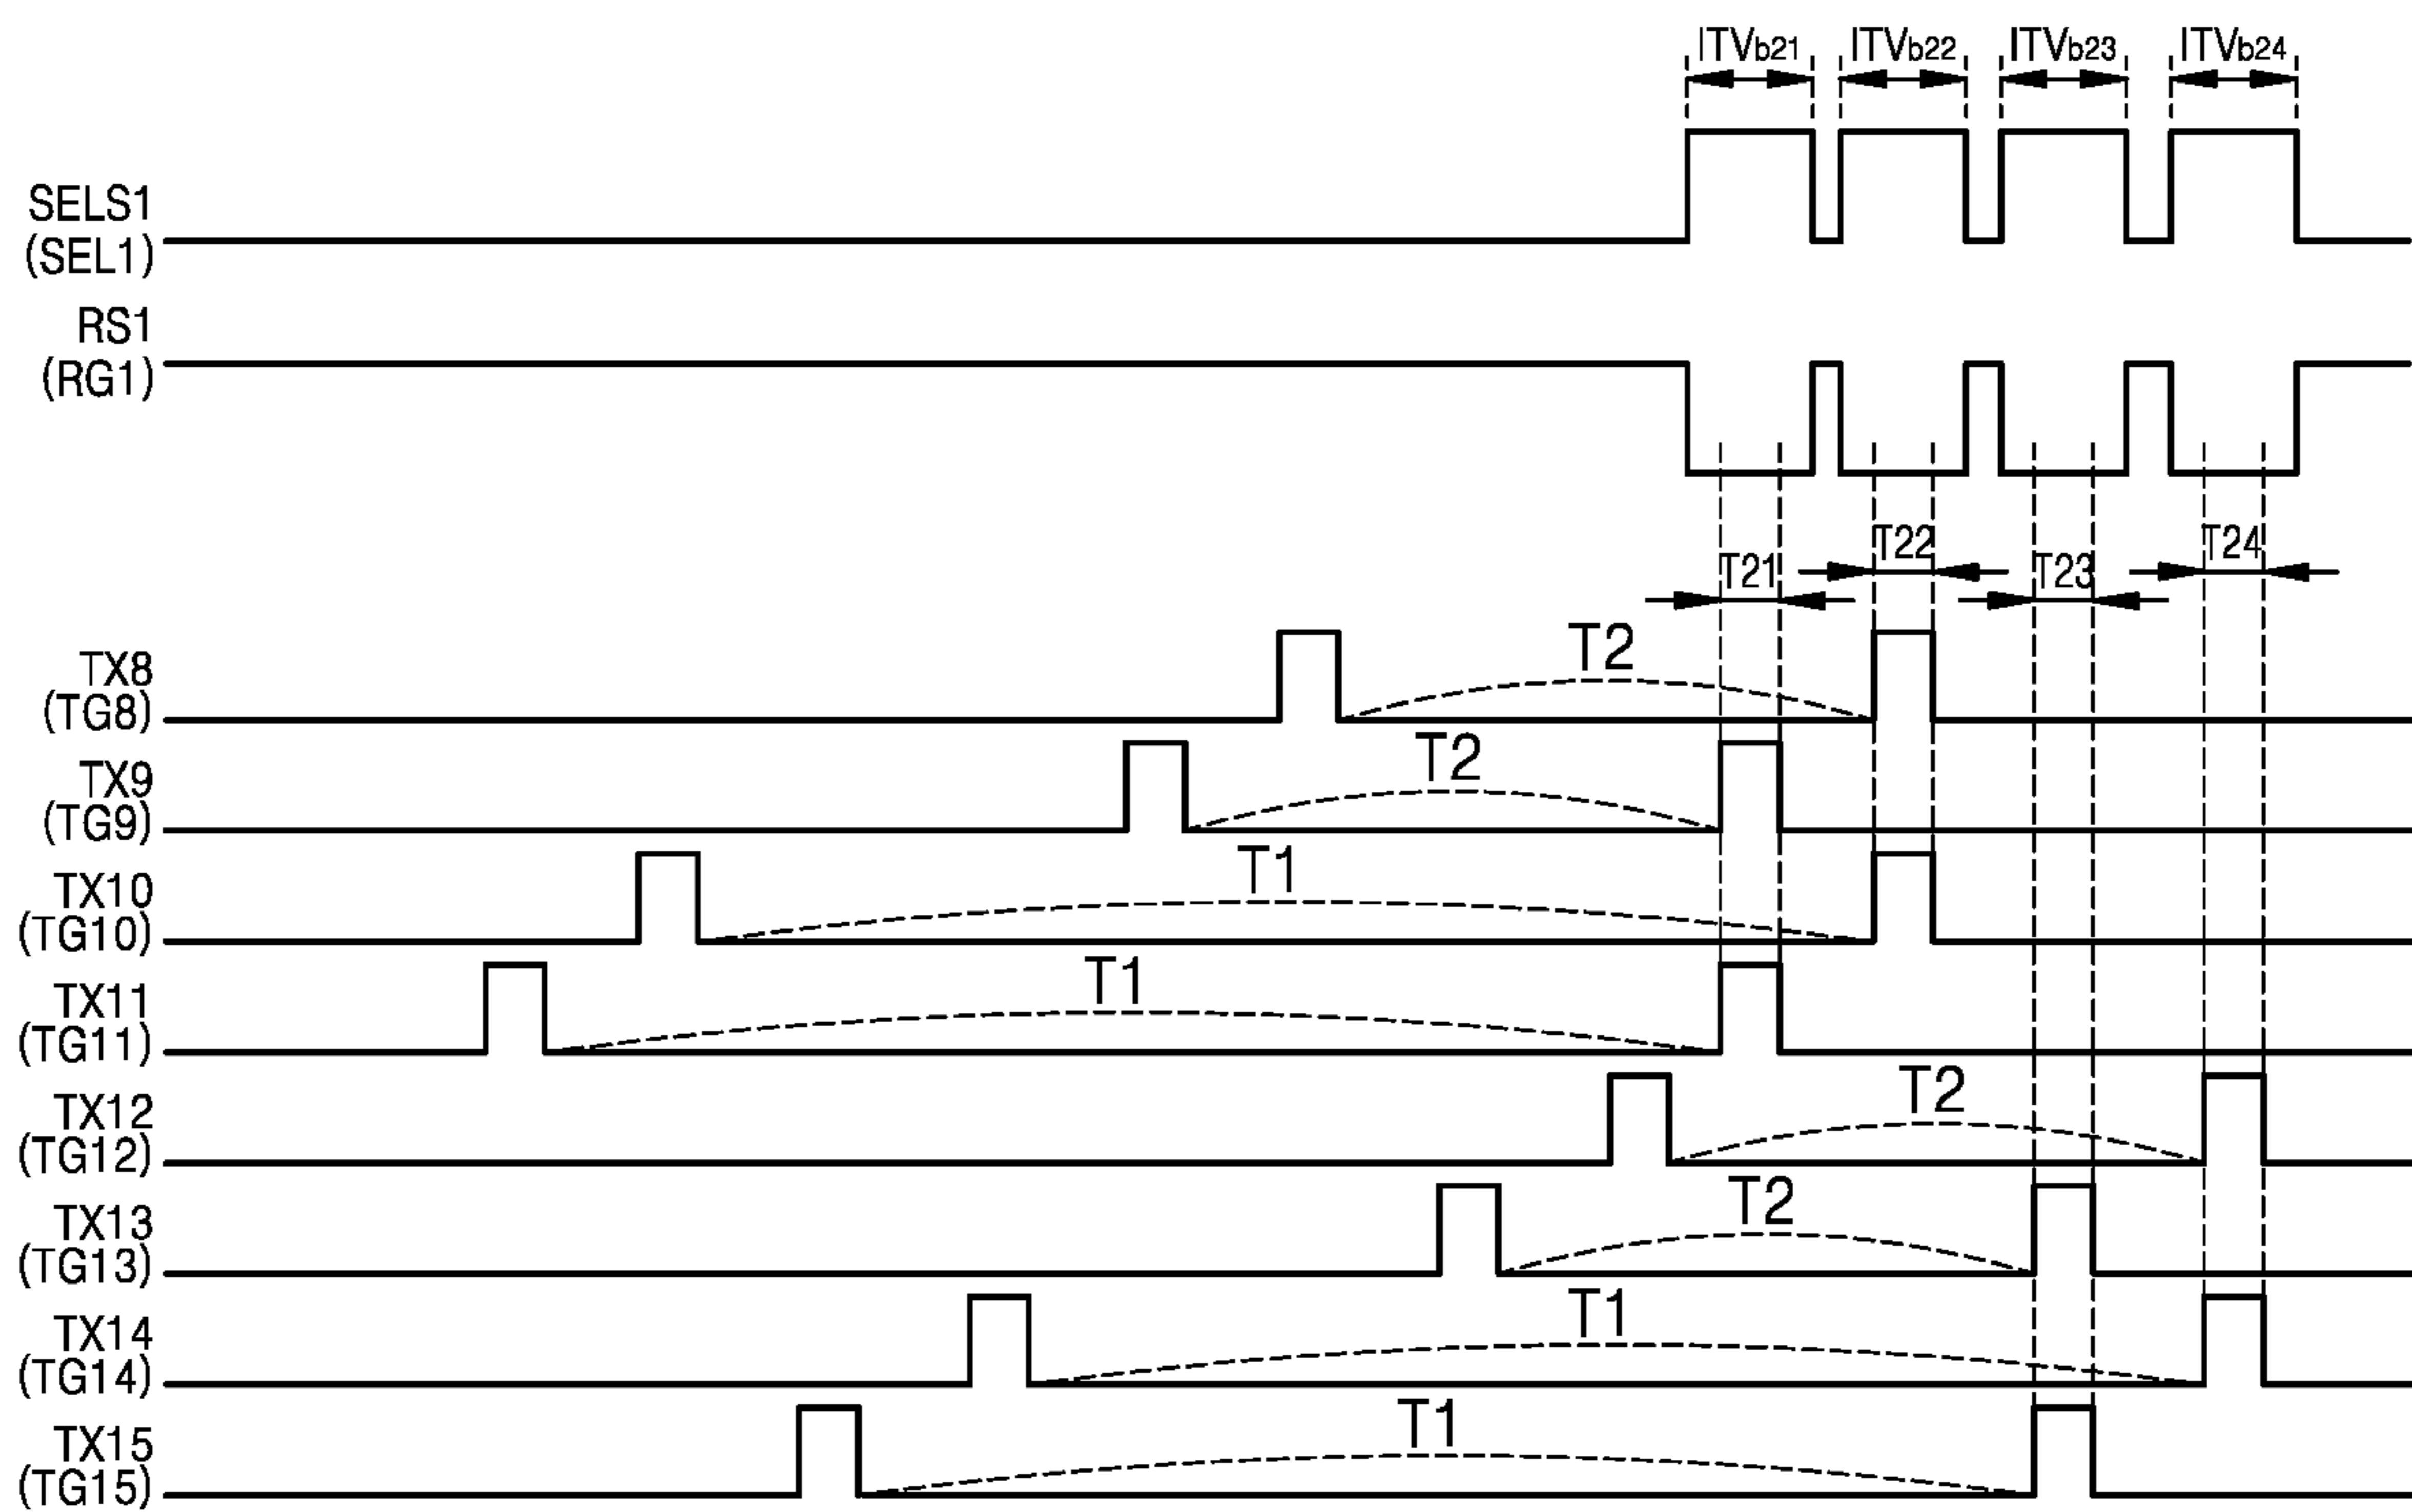 ITVb21 ITVb22 ITVb23 ITVb24
SELS1
(SEL1)
RS1
(RG1)
T22 T24
T21 T23
TX8
(TG8)
T2
TX9
(TG9)
T2
TX10
(TG10)
T1
TX11
(TG11)
T1
TX12
(TG12)
T2
TX13
(TG13)
T2
TX14
(TG14)
T1
TX15
(TG15)
T1